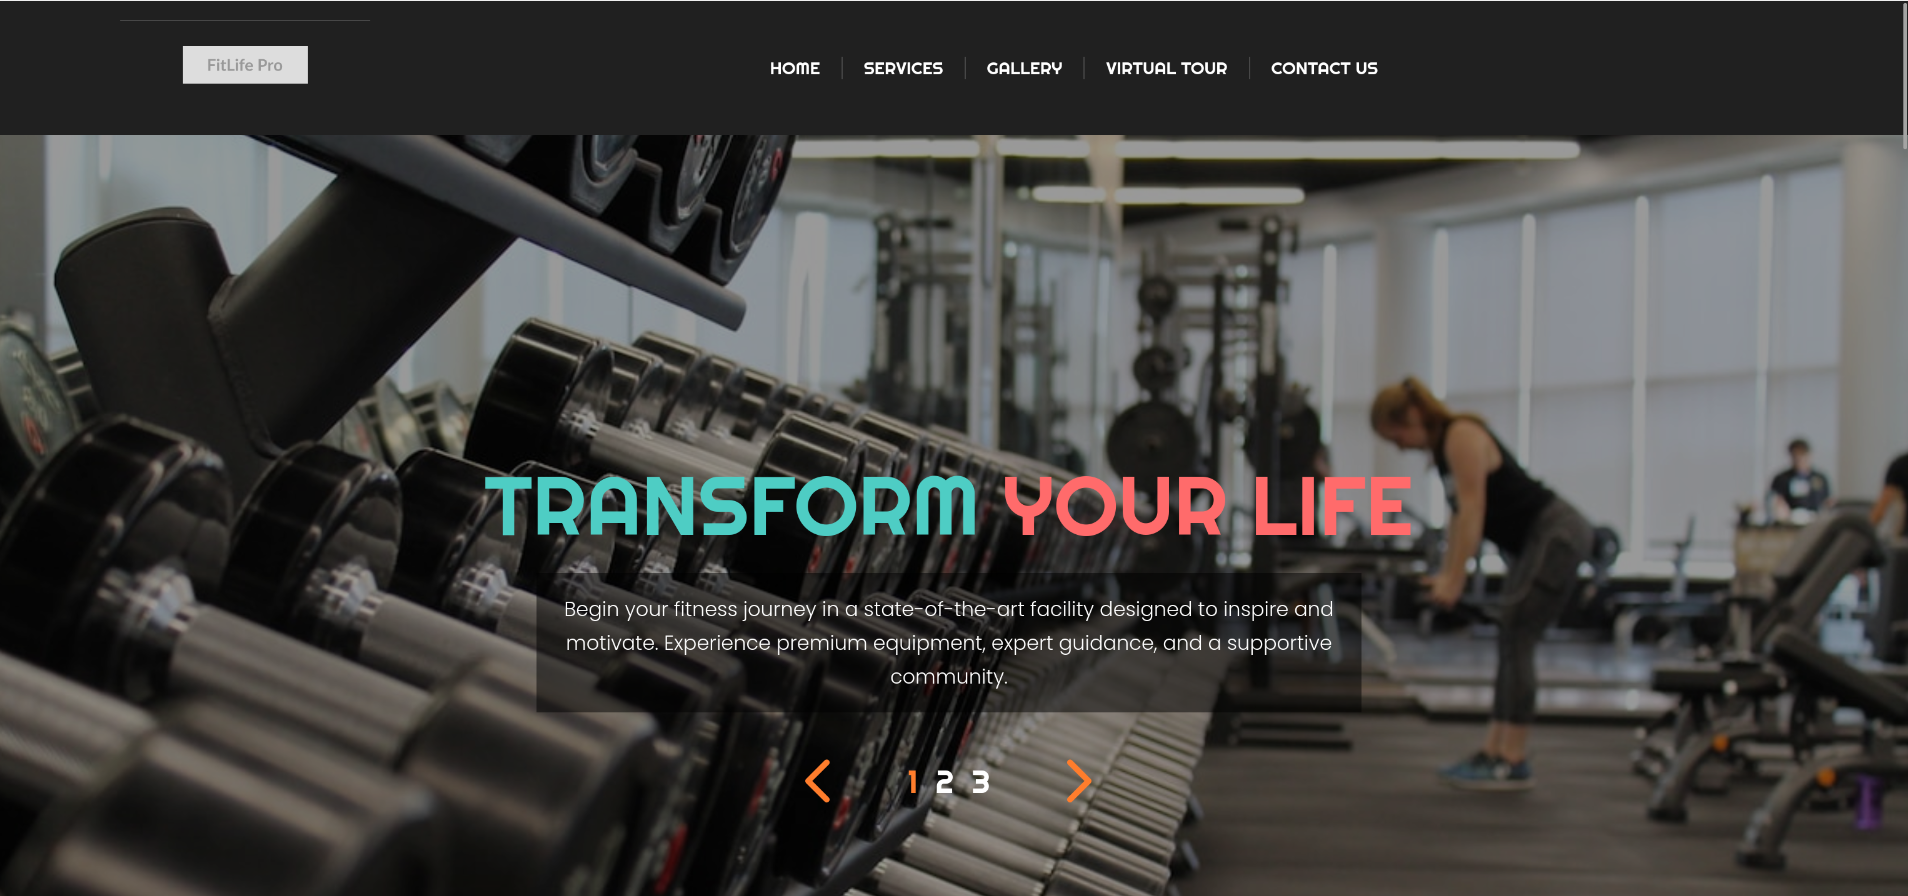 FitLife Pro
HOME SERVICES GALLERY VIRTUAL TOUR CONTACT US
TRANSFORM YOUR LIFE
Begin your fitness journey in a state-of-the-art facility designed to inspire and
motivate. Experience premium equipment, expert guidance, and a supportive
community.
1 2 3